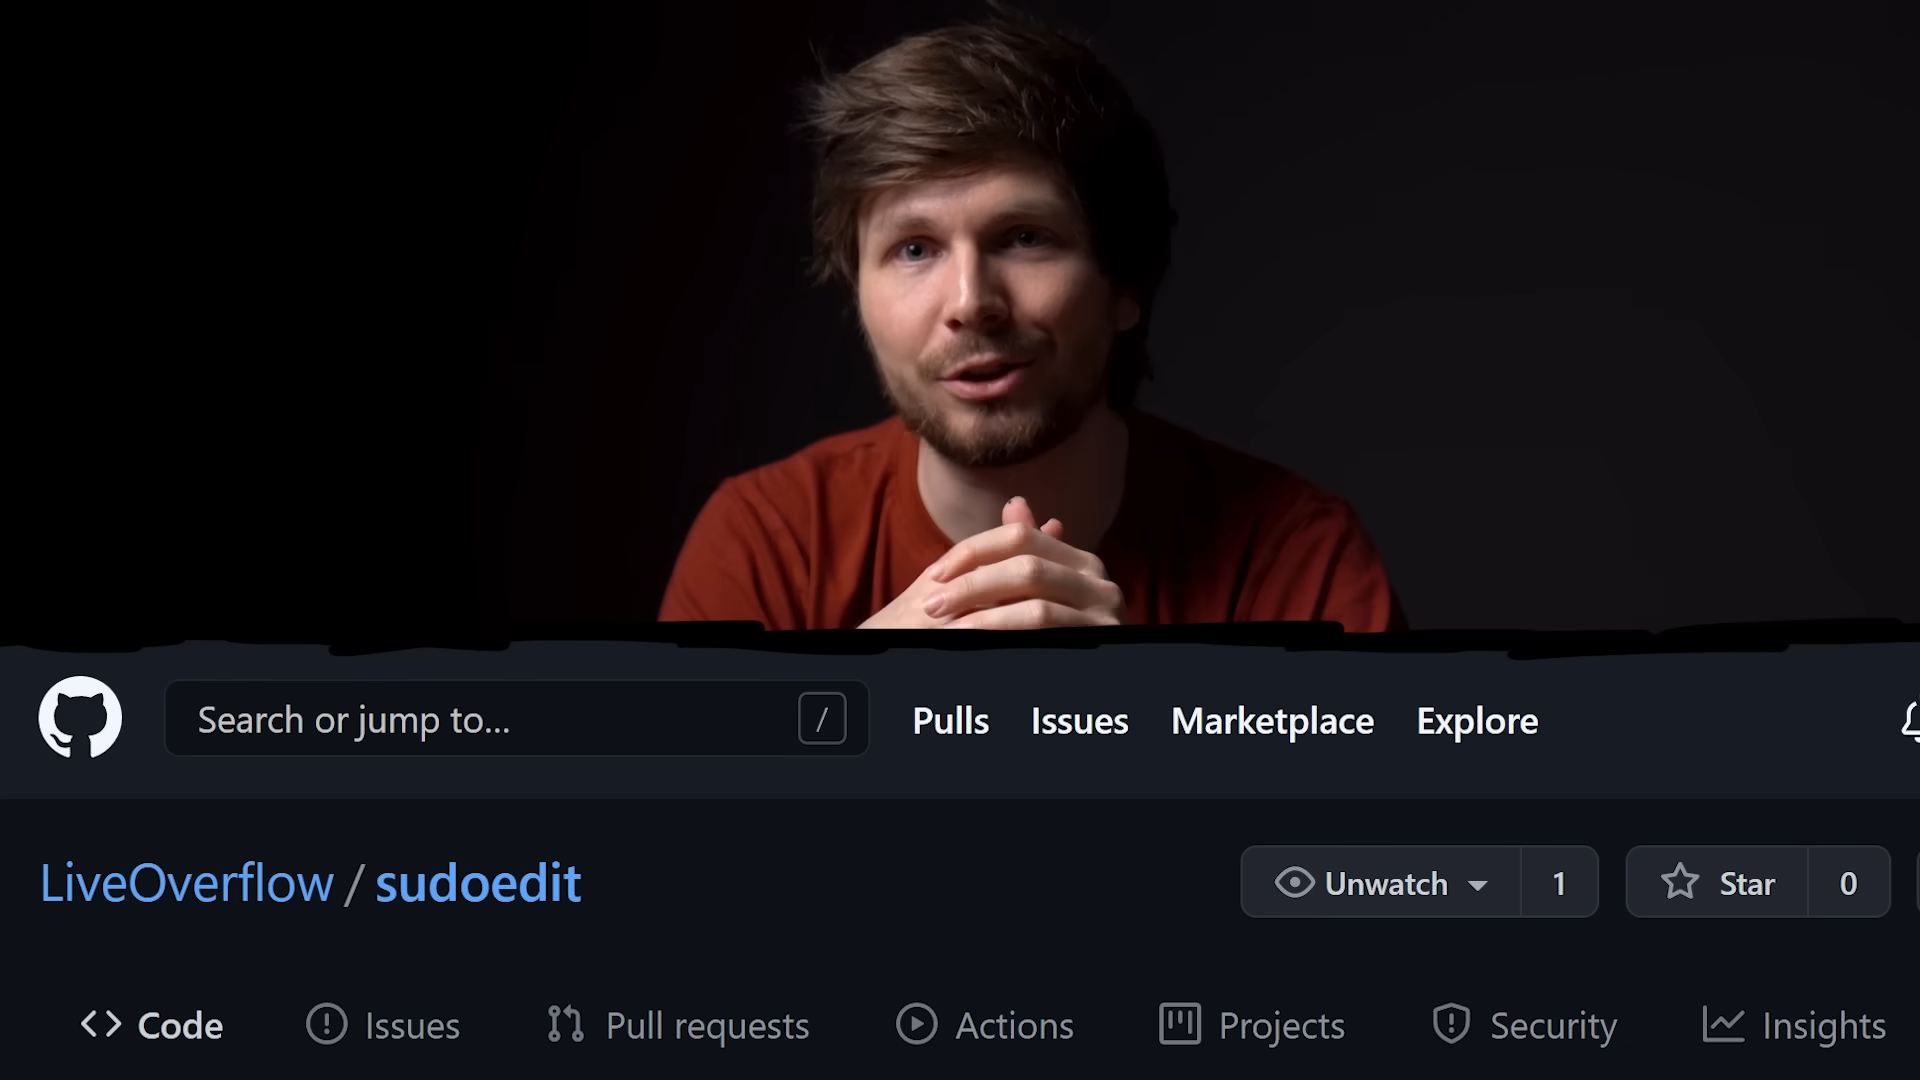 Search or jump to... / Pulls Issues Marketplace Explore
LiveOverflow / sudoedit Unwatch 1 Star 0
Code Issues Pull requests Actions Projects Security Insights